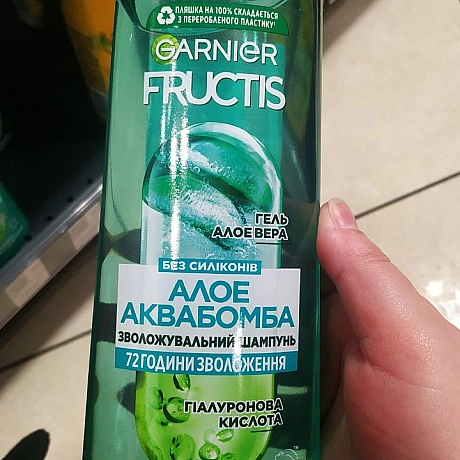 ПЛЯШКА НА 100% СКЛАДАЄТЬСЯ
З ПЕРЕРОБЛЕНОГО ПЛАСТИКУ*
GARNIER
FRUCTIS
ГЕЛЬ
АЛОЕ ВЕРА
БЕЗ СИЛІКОНІВ
АЛОЕ
АКВАБОМБА
ЗВОЛОЖУВАЛЬНИЙ ШАМПУНЬ
72 ГОДИНИ ЗВОЛОЖЕННЯ
ГІАЛУРОНОВА
КИСЛОТА